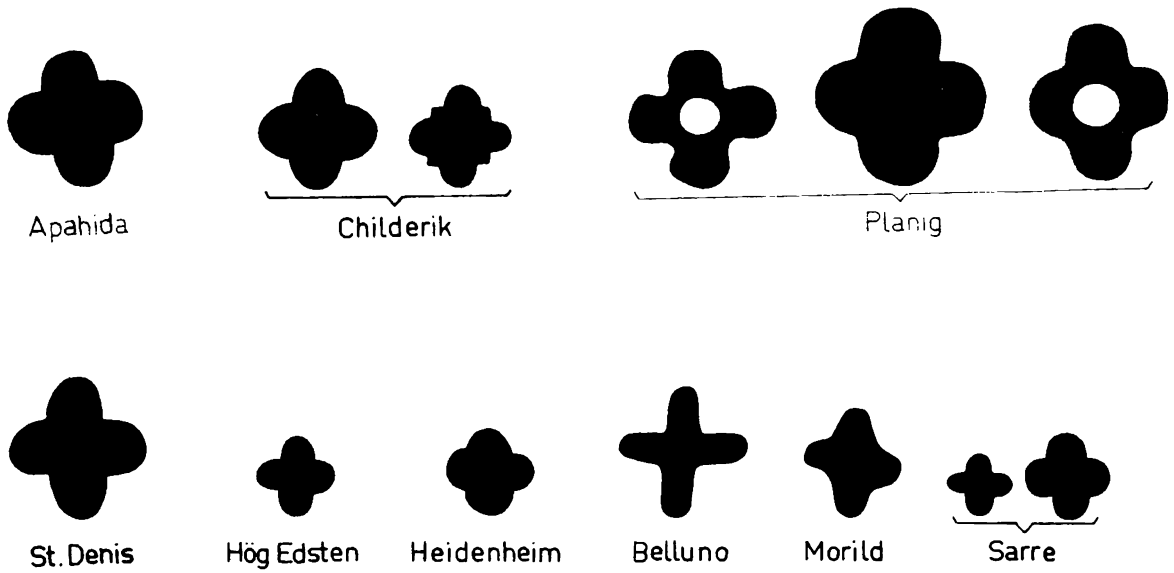 Apahida Childerik Planig
St. Denis Hög Edsten Heidenheim Belluno Morild Sarre